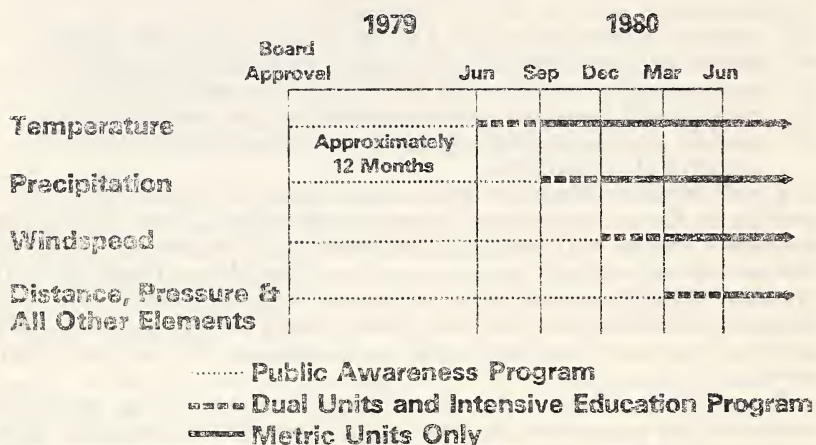 1979 1980
Board
Approval Jun Sep Dec Mar Jun
Temperature
Approximately
12 Months
Precipitation
Windspeed
Distance, Pressure &
All Other Elements
Public Awareness Program
Dual Units and Intensive Education Program
Metric Units Only